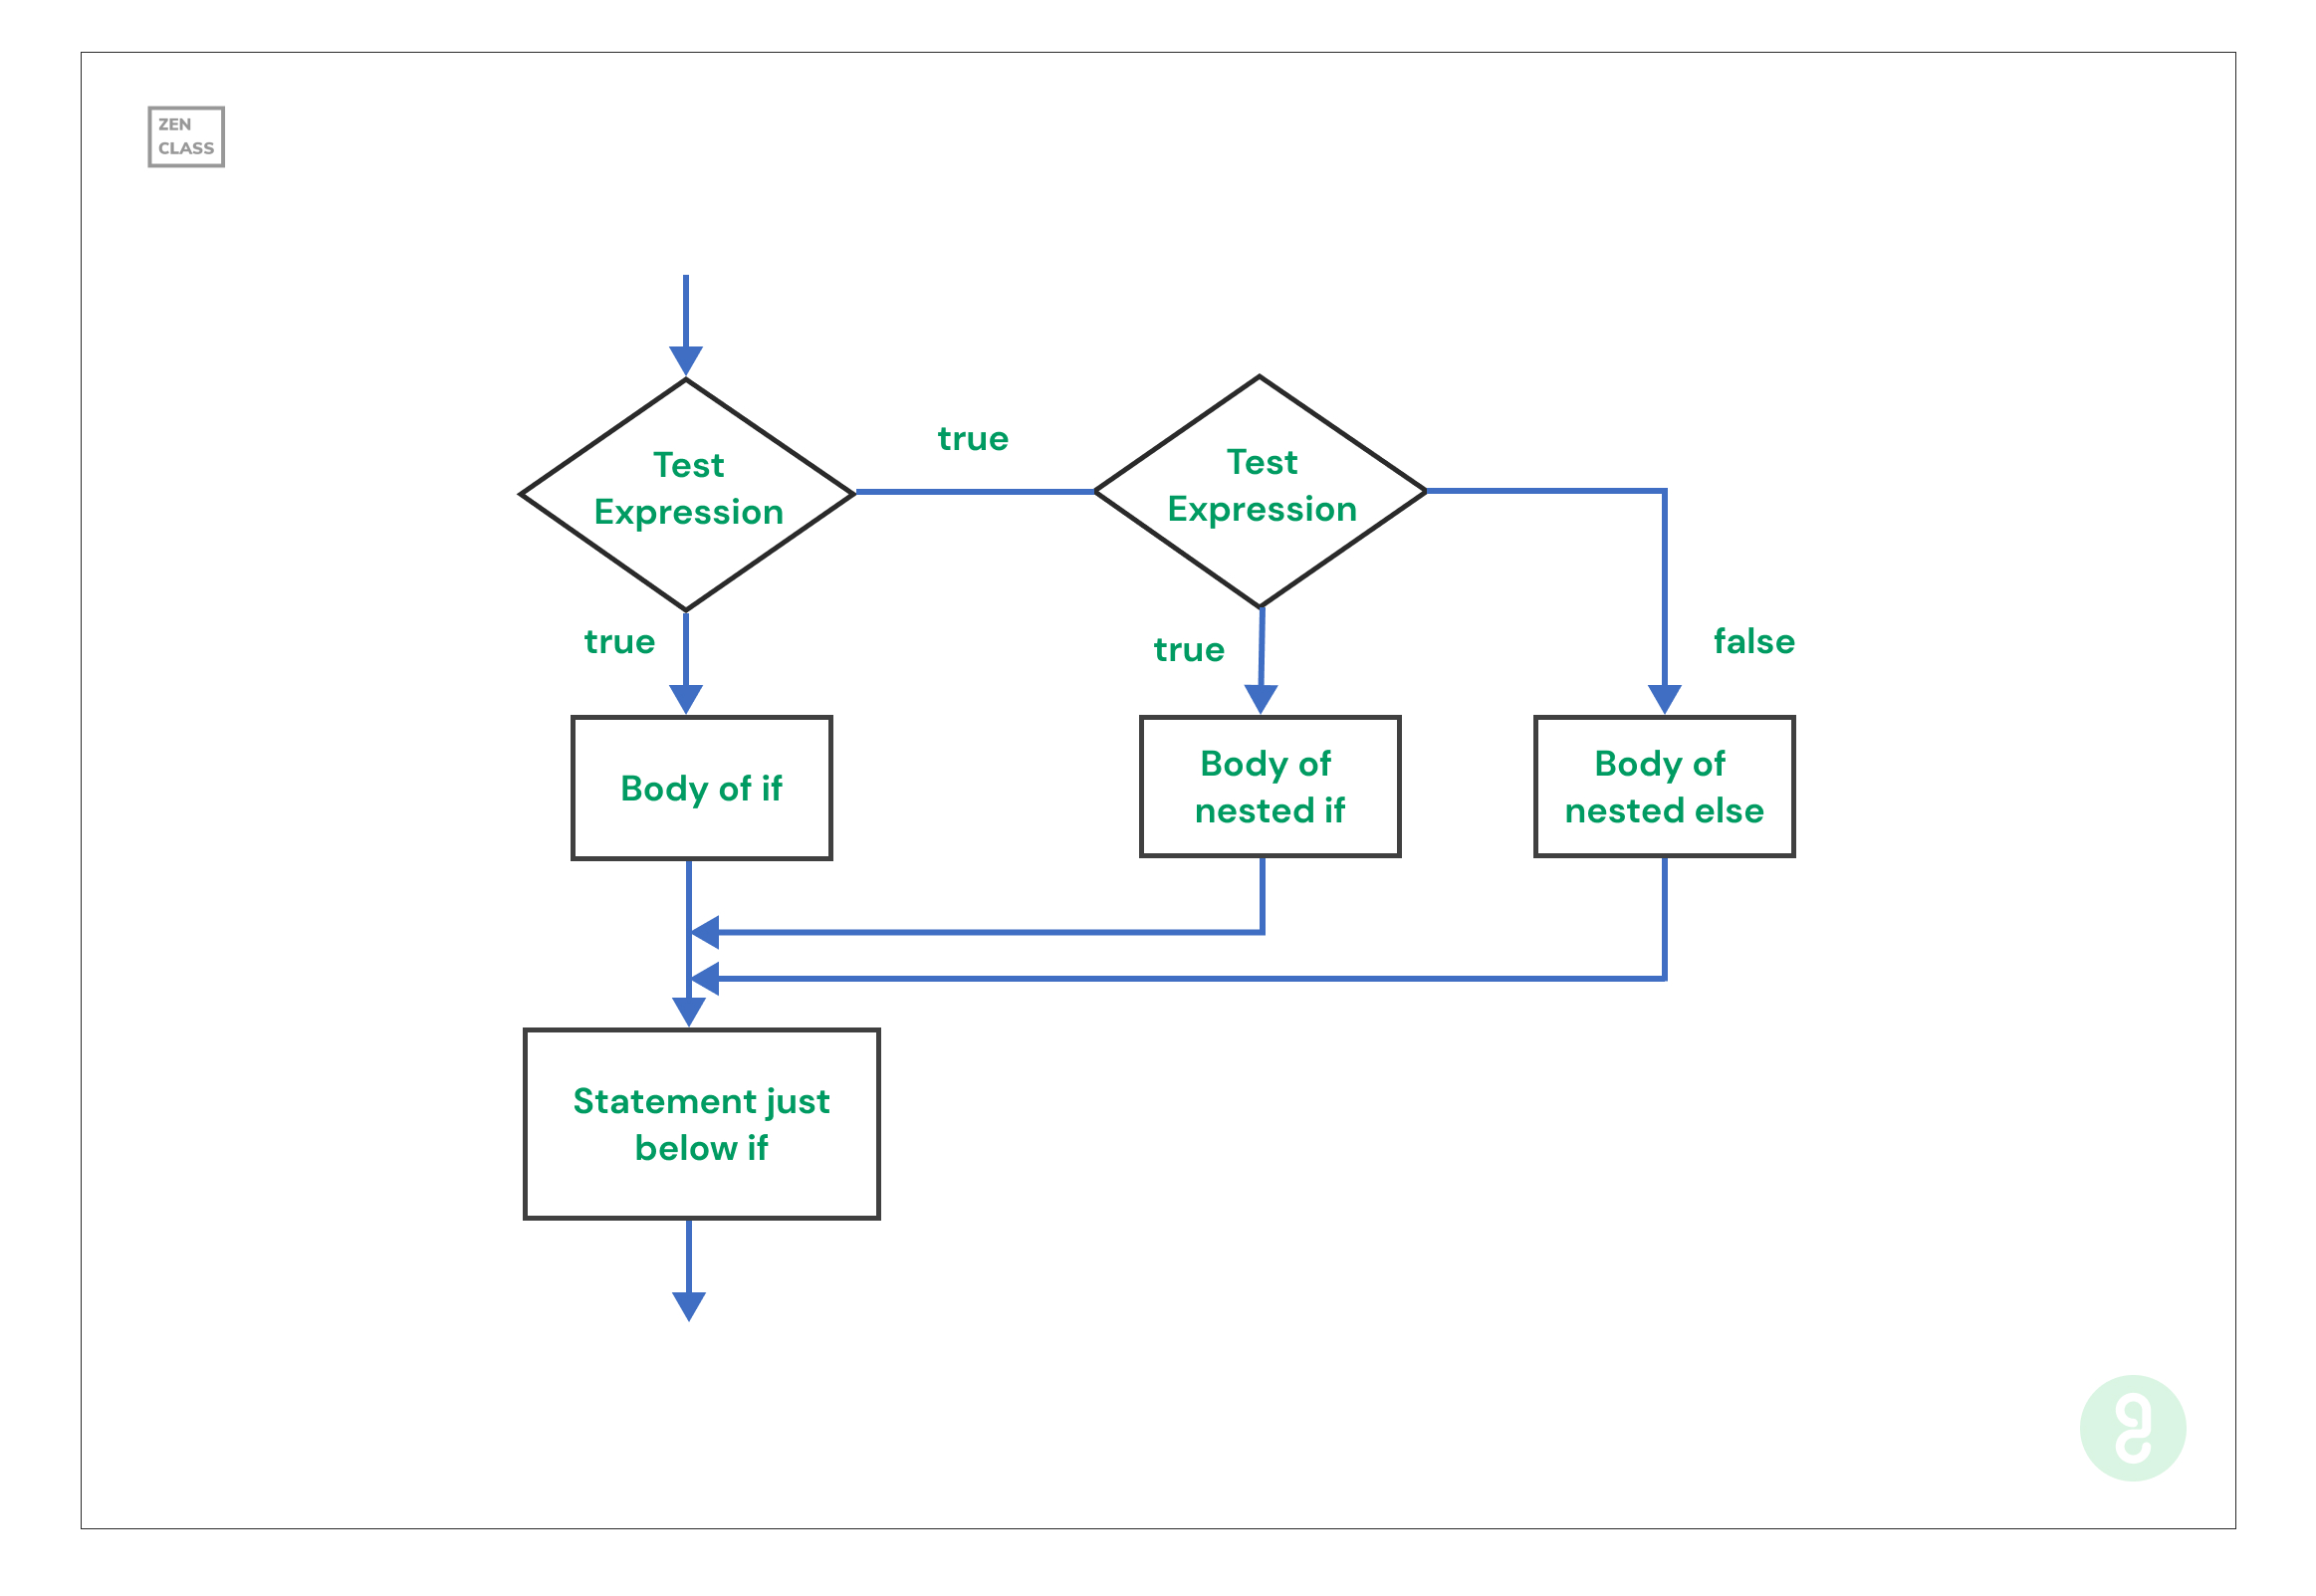 ZEN
CLASS
Test
Expression
true
Test
Expression
true
true
false
Body of if
Body of
nested if
Body of
nested else
Statement just
below if